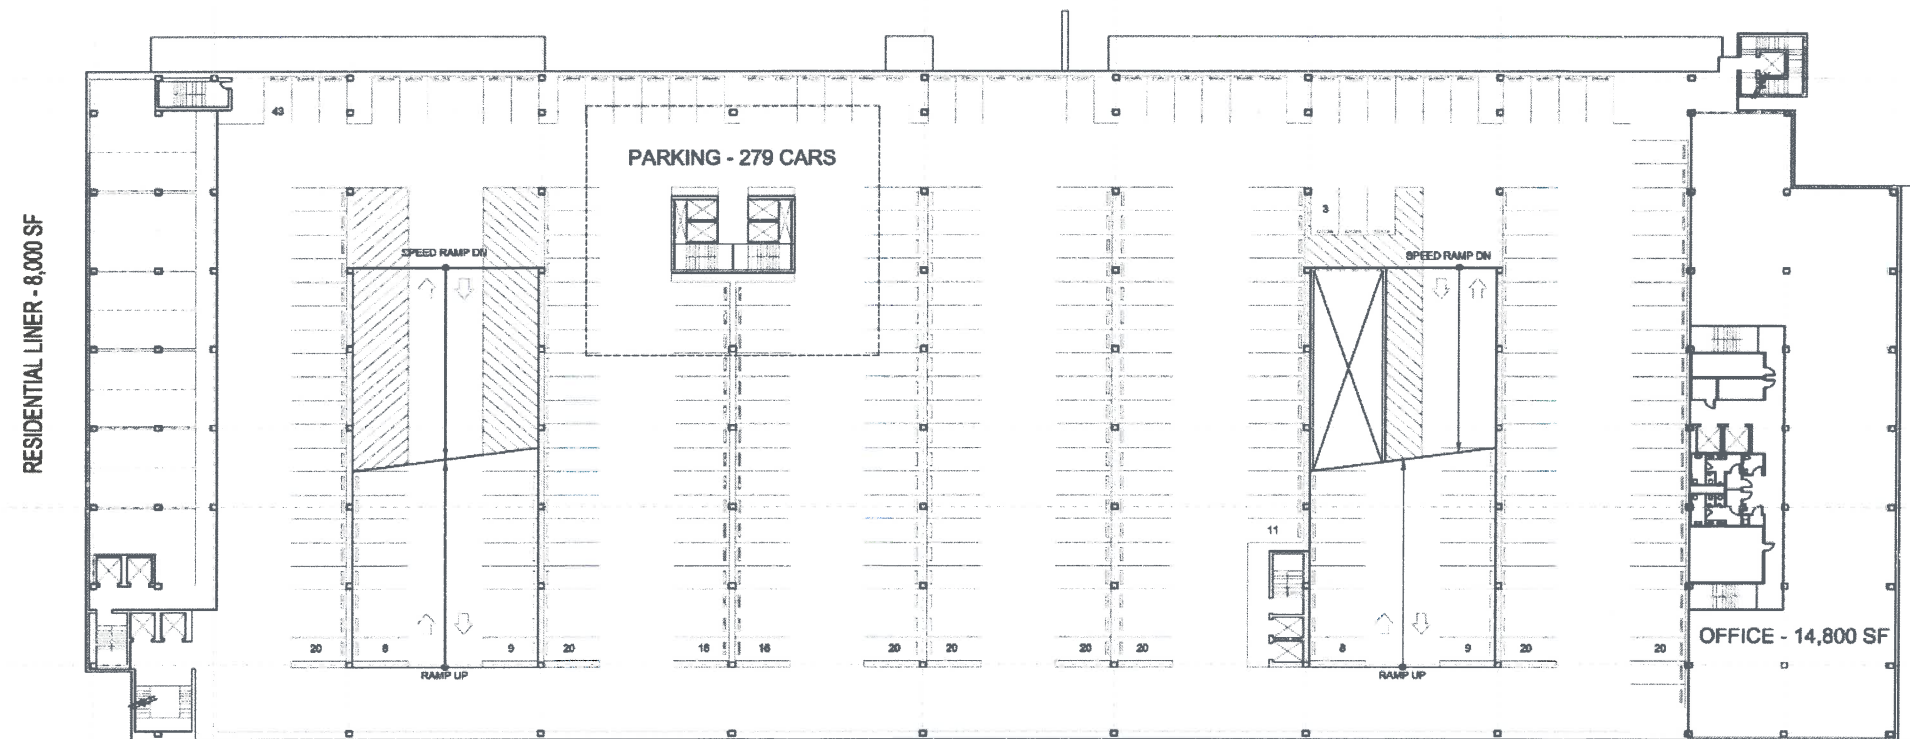 43
PARKING - 279 CARS
3
SPEED RAMP DN
SPEED RAMP DN
RESIDENTIAL LINER - 8,000 SF
11
OFFICE - 14,800 SF
20
8
9
20
16
16
20
20
20
20
8
9
20
20
RAMP UP
RAMP UP